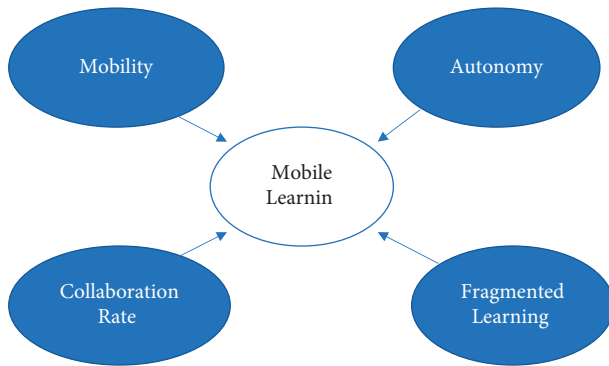 Mobility
Autonomy
Mobile
Learnin
Collaboration
Rate
Fragmented
Learning